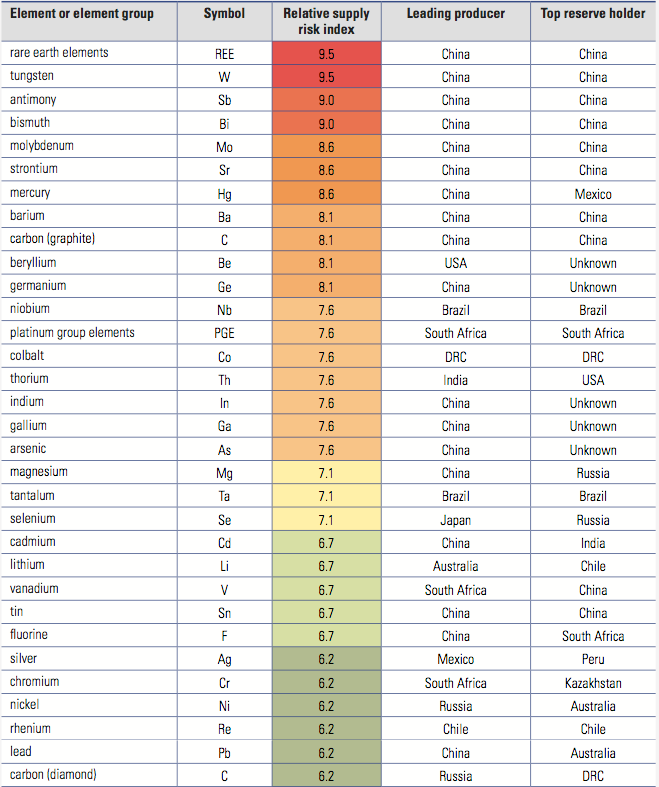 Element or element group Symbol Relative supply risk index Leading producer Top reserve holder
rare earth elements REE 9.5 China China
tungsten W 9.5 China China
antimony Sb 9.0 China China
bismuth Bi 9.0 China China
molybdenum Mo 8.6 China China
strontium Sr 8.6 China China
mercury Hg 8.6 China Mexico
barium Ba 8.1 China China
carbon (graphite) C 8.1 China China
beryllium Be 8.1 USA Unknown
germanium Ge 8.1 China Unknown
niobium Nb 7.6 Brazil Brazil
platinum group elements PGE 7.6 South Africa South Africa
colbalt Co 7.6 DRC DRC
thorium Th 7.6 India USA
indium In 7.6 China Unknown
gallium Ga 7.6 China Unknown
arsenic As 7.6 China Unknown
magnesium Mg 7.1 China Russia
tantalum Ta 7.1 Brazil Brazil
selenium Se 7.1 Japan Russia
cadmium Cd 6.7 China India
lithium Li 6.7 Australia Chile
vanadium V 6.7 South Africa China
tin Sn 6.7 China China
fluorine F 6.7 China South Africa
silver Ag 6.2 Mexico Peru
chromium Cr 6.2 South Africa Kazakhstan
nickel Ni 6.2 Russia Australia
rhenium Re 6.2 Chile Chile
lead Pb 6.2 China Australia
carbon (diamond) C 6.2 Russia DRC